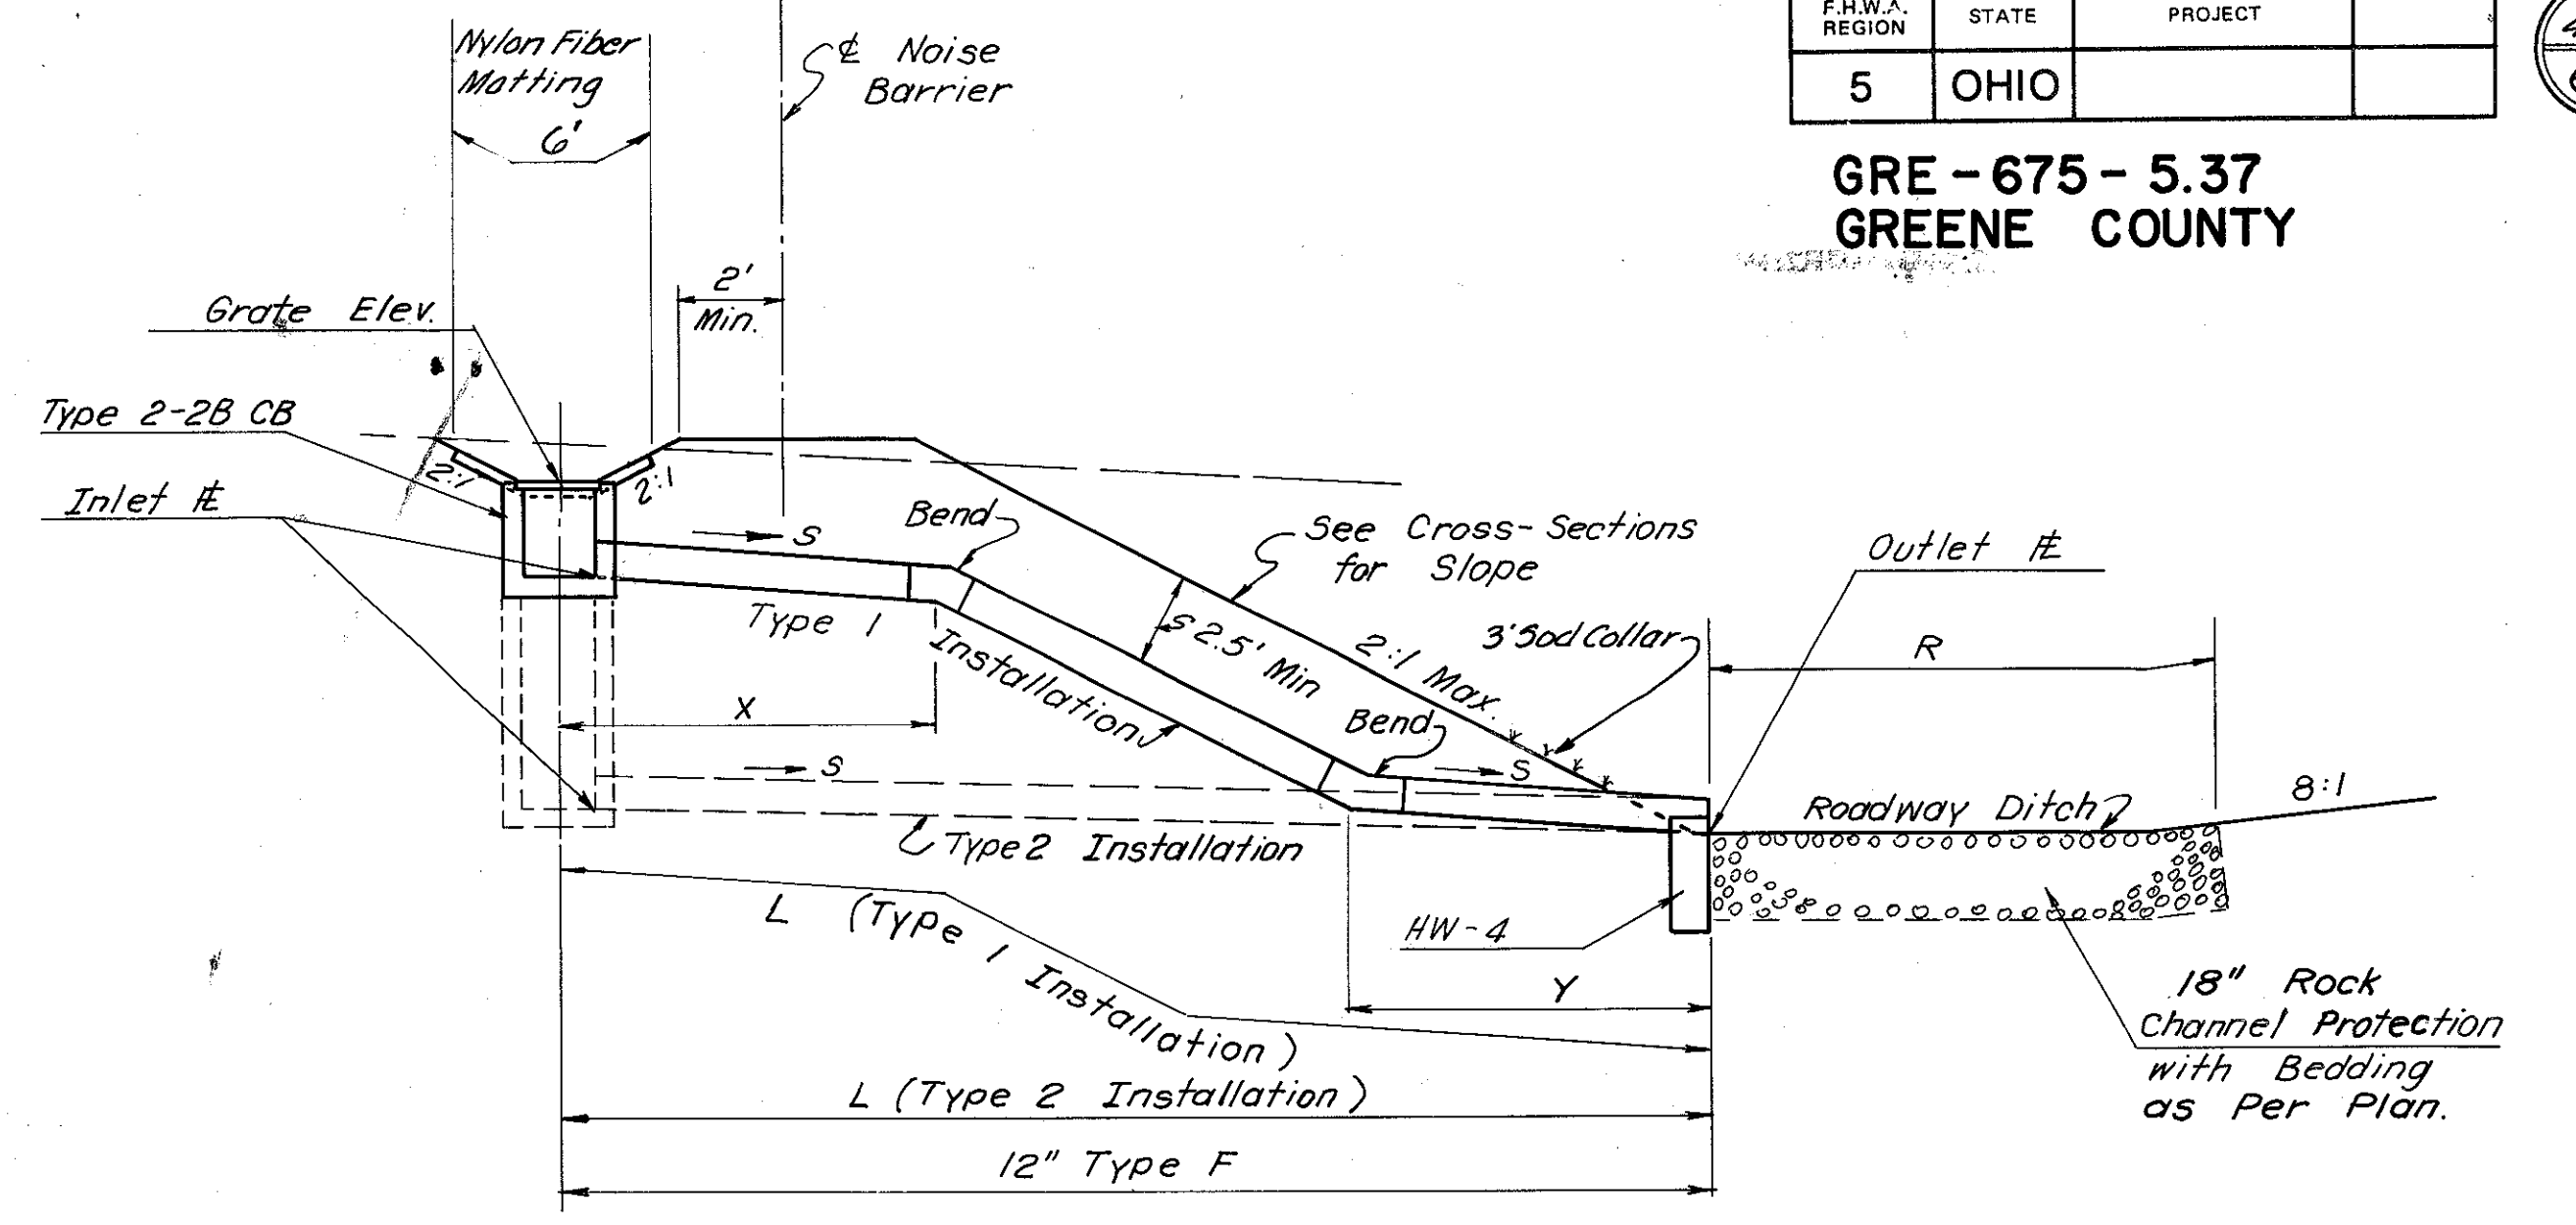 F.H.W.A.
REGION
STATE
PROJECT
5
OHIO
GRE-675-5.37
GREENE COUNTY
Nylon Fiber
Matting
6'
℄ Noise
Barrier
2'
Min.
Grate Elev.
Type 2-2B CB
Inlet ℄
2:1
2:1
S
Bend
See Cross-Sections
for Slope
Outlet ℄
Type 1
Installation
2.5' Min
2:1 Max.
3' Sod Collar
R
X
Bend
S
S
8:1
Roadway Ditch
Type 2 Installation
L (Type 1 Installation)
HW-4
Y
18" Rock
Channel Protection
with Bedding
as Per Plan.
L (Type 2 Installation)
12" Type F